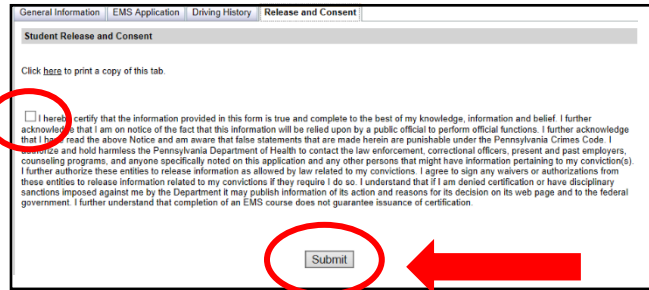 General Information EMS Application Driving History Release and Consent
Student Release and Consent
Click here to print a copy of this tab.
I hereby certify that the information provided in this form is true and complete to the best of my knowledge, information and belief. I further
acknowledge that I am on notice of the fact that this information will be relied upon by a public official to perform official functions. I further acknowledge
that I have read the above Notice and am aware that false statements that are made herein are punishable under the Pennsylvania Crimes Code. I
authorize and hold harmless the Pennsylvania Department of Health to contact the law enforcement, correctional officers, present and past employers,
counseling programs, and anyone specifically noted on this application and any other persons that might have information pertaining to my conviction(s).
I further authorize these entities to release information as allowed by law related to my convictions. I agree to sign any waivers or authorizations from
these entities to release information related to my convictions if they require I do so. I understand that if I am denied certification or have disciplinary
sanctions imposed against me by the Department it may publish information of its action and reasons for its decision on its web page and to the federal
government. I further understand that completion of an EMS course does not guarantee issuance of certification.
Submit